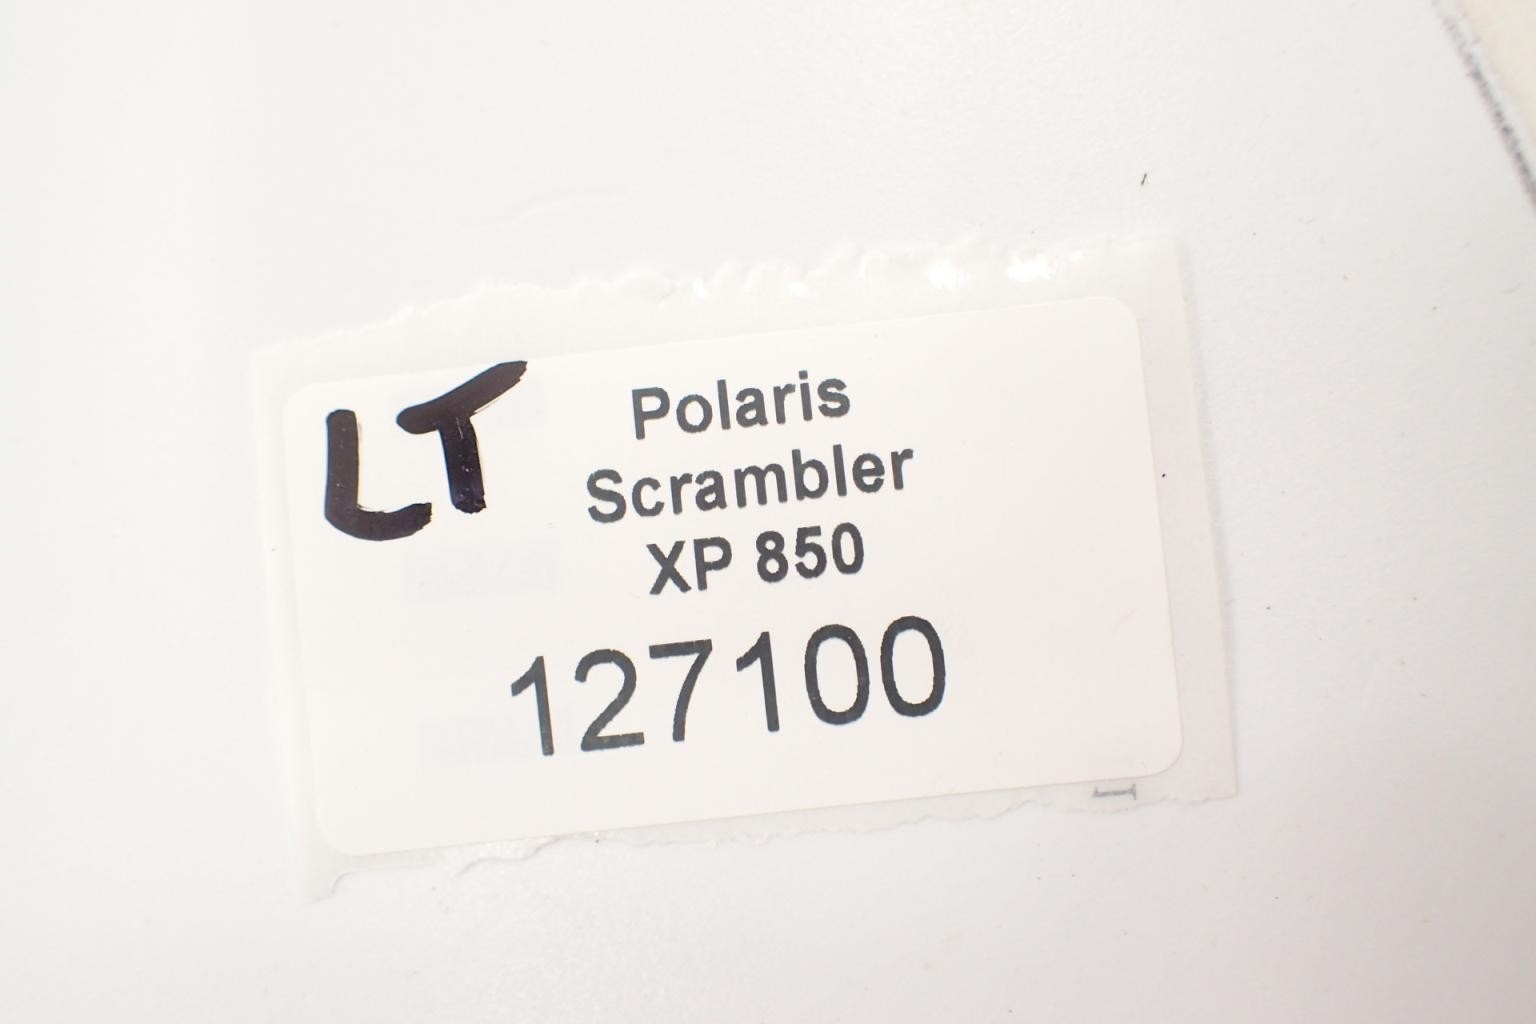 LT
Polaris
Scrambler
XP 850
127100